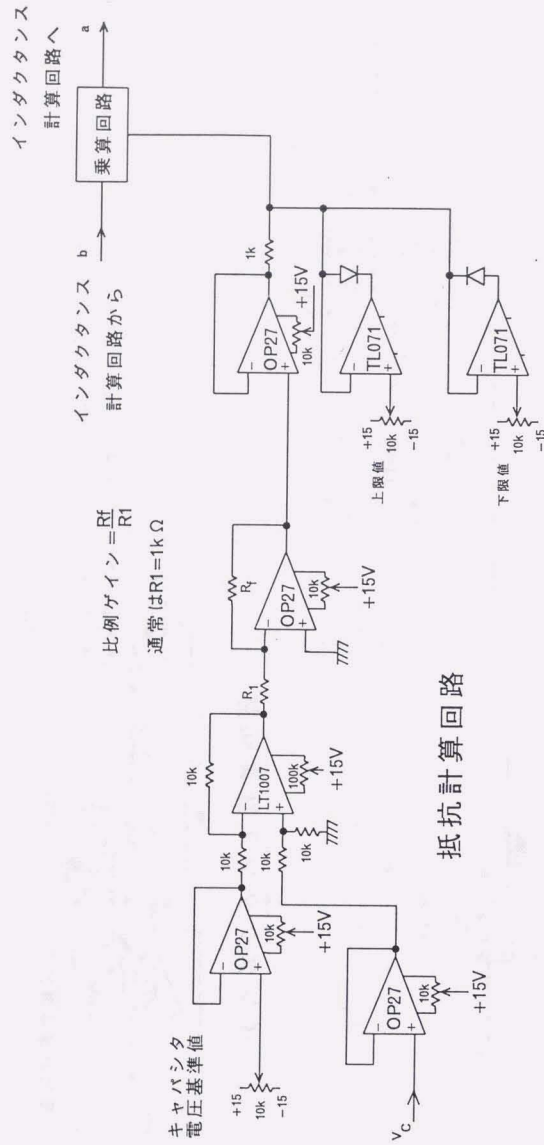 インダクタンス
計算回路へ
a
乗算回路
b
インダクタンス
計算回路から
1k
OP27
10k
+15V
TL071
+15
10k
-15
上限値
TL071
+15
10k
-15
下限値
比例ゲイン=Rf/R1
通常はR1=1kΩ
Rf
R1
OP27
10k
+15V
10k
LT1007
100k
+15V
10k
10k
10k
OP27
10k
+15V
キャパシタ
電圧基準値
+15
10k
-15
OP27
10k
+15V
vC
抵抗計算回路